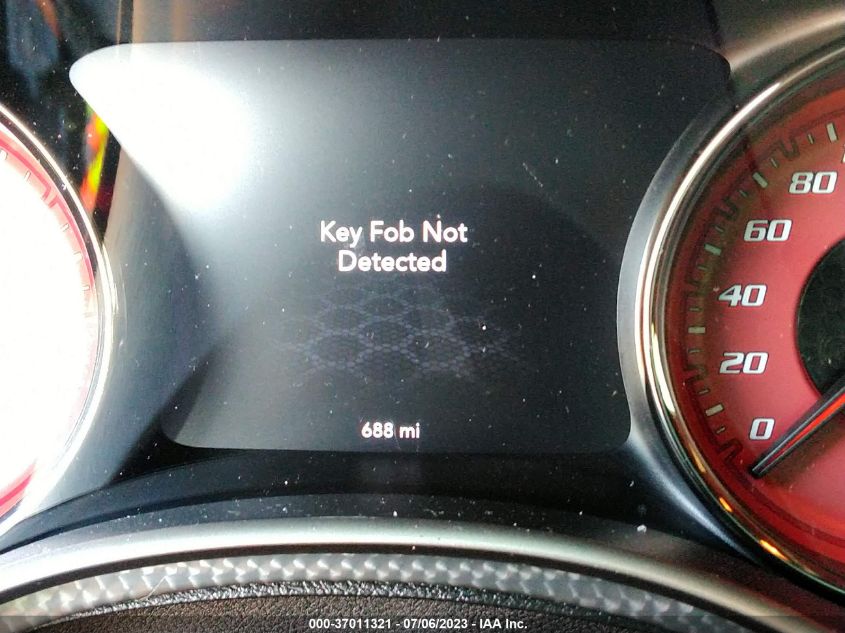 Key Fob Not
Detected
688 mi
80
60
40
20
0
000-37011321 | 07/06/2023 | - IAA Inc.